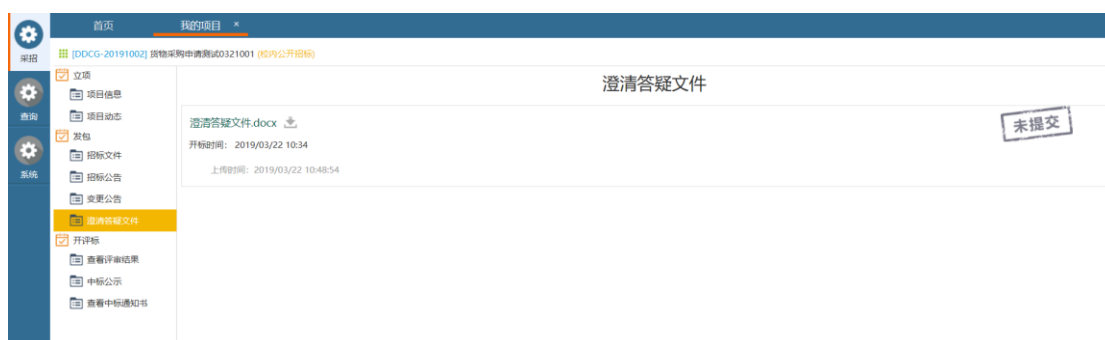 首页
我的项目 ×
采招
查询
系统
[DDCG-20191002] 货物采购申请测试0321001 (校内公开招标)
立项
项目信息
项目动态
发包
招标文件
招标公告
变更公告
澄清答疑文件
开评标
查看评审结果
中标公示
查看中标通知书
澄清答疑文件
澄清答疑文件.docx
未提交
开标时间： 2019/03/22 10:34
上传时间：2019/03/22 10:48:54